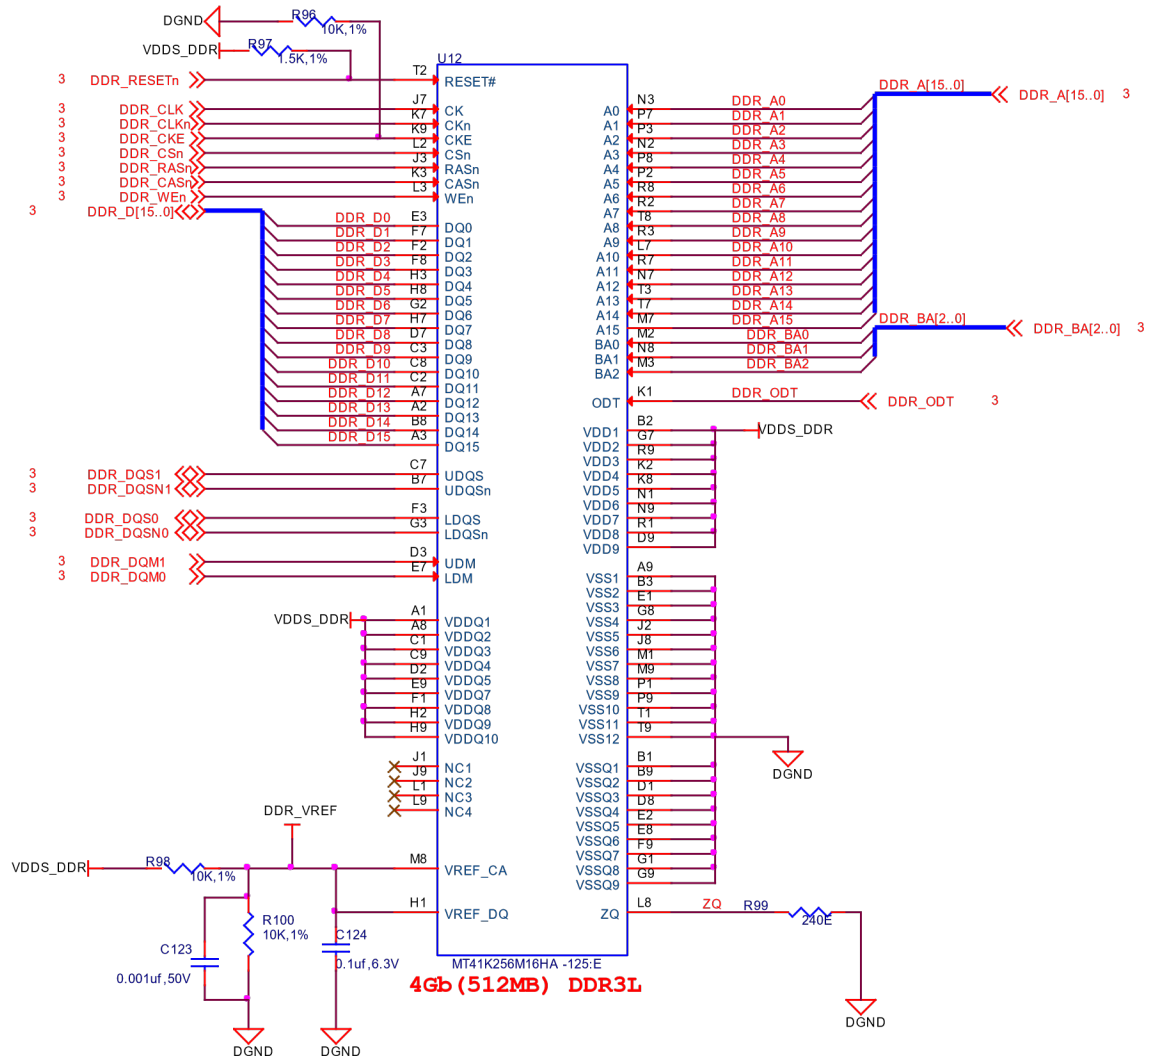 DGND R96 10K,1%
VDDS_DDR R97 1.5K,1%
U12
3 DDR_RESETn T2 RESET#
3 DDR_CLK J7 CK
3 DDR_CLKn K7 CKn
3 DDR_CKE K9 CKE
3 DDR_CSn L2 CSn
3 DDR_RASn J3 RASn
3 DDR_CASn K3 CASn
3 DDR_WEn L3 WEn
3 DDR_D[15..0]
DDR_D0 E3 DQ0
DDR_D1 F7 DQ1
DDR_D2 F2 DQ2
DDR_D3 F8 DQ3
DDR_D4 H3 DQ4
DDR_D5 H8 DQ5
DDR_D6 G2 DQ6
DDR_D7 H7 DQ7
DDR_D8 D7 DQ8
DDR_D9 C3 DQ9
DDR_D10 C8 DQ10
DDR_D11 C2 DQ11
DDR_D12 A7 DQ12
DDR_D13 A2 DQ13
DDR_D14 B8 DQ14
DDR_D15 A3 DQ15
3 DDR_DQS1 C7 UDQS
3 DDR_DQSN1 B7 UDQSn
3 DDR_DQS0 F3 LDQS
3 DDR_DQSN0 G3 LDQSn
3 DDR_DQM1 D3 UDM
3 DDR_DQM0 E7 LDM
VDDS_DDR A1 VDDQ1
A8 VDDQ2
C1 VDDQ3
C9 VDDQ4
D2 VDDQ5
E9 VDDQ7
F1 VDDQ8
H2 VDDQ9
H9 VDDQ10
J1 NC1
J9 NC2
L1 NC3
L9 NC4
DDR_VREF
VDDS_DDR R98 10K,1% M8 VREF_CA
H1 VREF_DQ
R100 10K,1%
C123 0.001uf,50V
C124 0.1uf,6.3V
DGND
DGND
A0 N3 DDR_A0
A1 P7 DDR_A1
A2 P3 DDR_A2
A3 N2 DDR_A3
A4 P8 DDR_A4
A5 P2 DDR_A5
A6 R8 DDR_A6
A7 R2 DDR_A7
A8 T8 DDR_A8
A9 R3 DDR_A9
A10 L7 DDR_A10
A11 R7 DDR_A11
A12 N7 DDR_A12
A13 T3 DDR_A13
A14 T7 DDR_A14
A15 M7 DDR_A15
DDR_A[15..0] DDR_A[15..0] 3
BA0 M2 DDR_BA0
BA1 N8 DDR_BA1
BA2 M3 DDR_BA2
DDR_BA[2..0] DDR_BA[2..0] 3
ODT K1 DDR_ODT DDR_ODT 3
VDD1 B2 VDDS_DDR
VDD2 G7
VDD3 R9
VDD4 K2
VDD5 K8
VDD6 N1
VDD7 N9
VDD8 R1
VDD9 D9
VSS1 A9
VSS2 B3
VSS3 E1
VSS4 G8
VSS5 J2
VSS6 J8
VSS7 M1
VSS8 M9
VSS9 P1
VSS10 P9
VSS11 T1
VSS12 T9
DGND
VSSQ1 B1
VSSQ2 B9
VSSQ3 D1
VSSQ4 D8
VSSQ5 E2
VSSQ6 E8
VSSQ7 F9
VSSQ8 G1
VSSQ9 G9
ZQ L8 ZQ R99 240E
DGND
MT41K256M16HA -125:E
4Gb(512MB) DDR3L